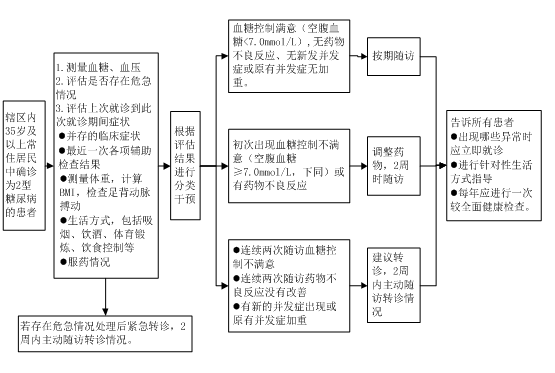 辖区内
35岁及
以上常
住居民
中确诊
为2型
糖尿病
的患者
1.测量血糖、血压
2.评估是否存在危急
情况
3.评估上次就诊到此
次就诊期间症状
●并存的临床症状
●最近一次各项辅助
检查结果
●测量体重，计算
BMI，检查足背动脉
搏动
●生活方式，包括吸
烟、饮酒、体育锻
炼、饮食控制等
●服药情况
若存在危急情况处理后紧急转诊，2
周内主动随访转诊情况。
根据
评估
结果
进行
分类
干预
血糖控制满意（空腹血
糖<7.0mmol/L），无药物
不良反应、无新发并发
症或原有并发症无加
重。
按期随访
初次出现血糖控制不满
意（空腹血糖
≥7.0mmol/L，下同）或
有药物不良反应
调整药
物，2周
时随访
●连续两次随访血糖控
制不满意
●连续两次随访药物不
良反应没有改善
●有新的并发症出现或
原有并发症加重
建议转
诊，2周
内主动随
访转诊情
况
告诉所有患者
●出现哪些异常时
应立即就诊
●进行针对性生活
方式指导
●每年应进行一次
较全面健康检查。